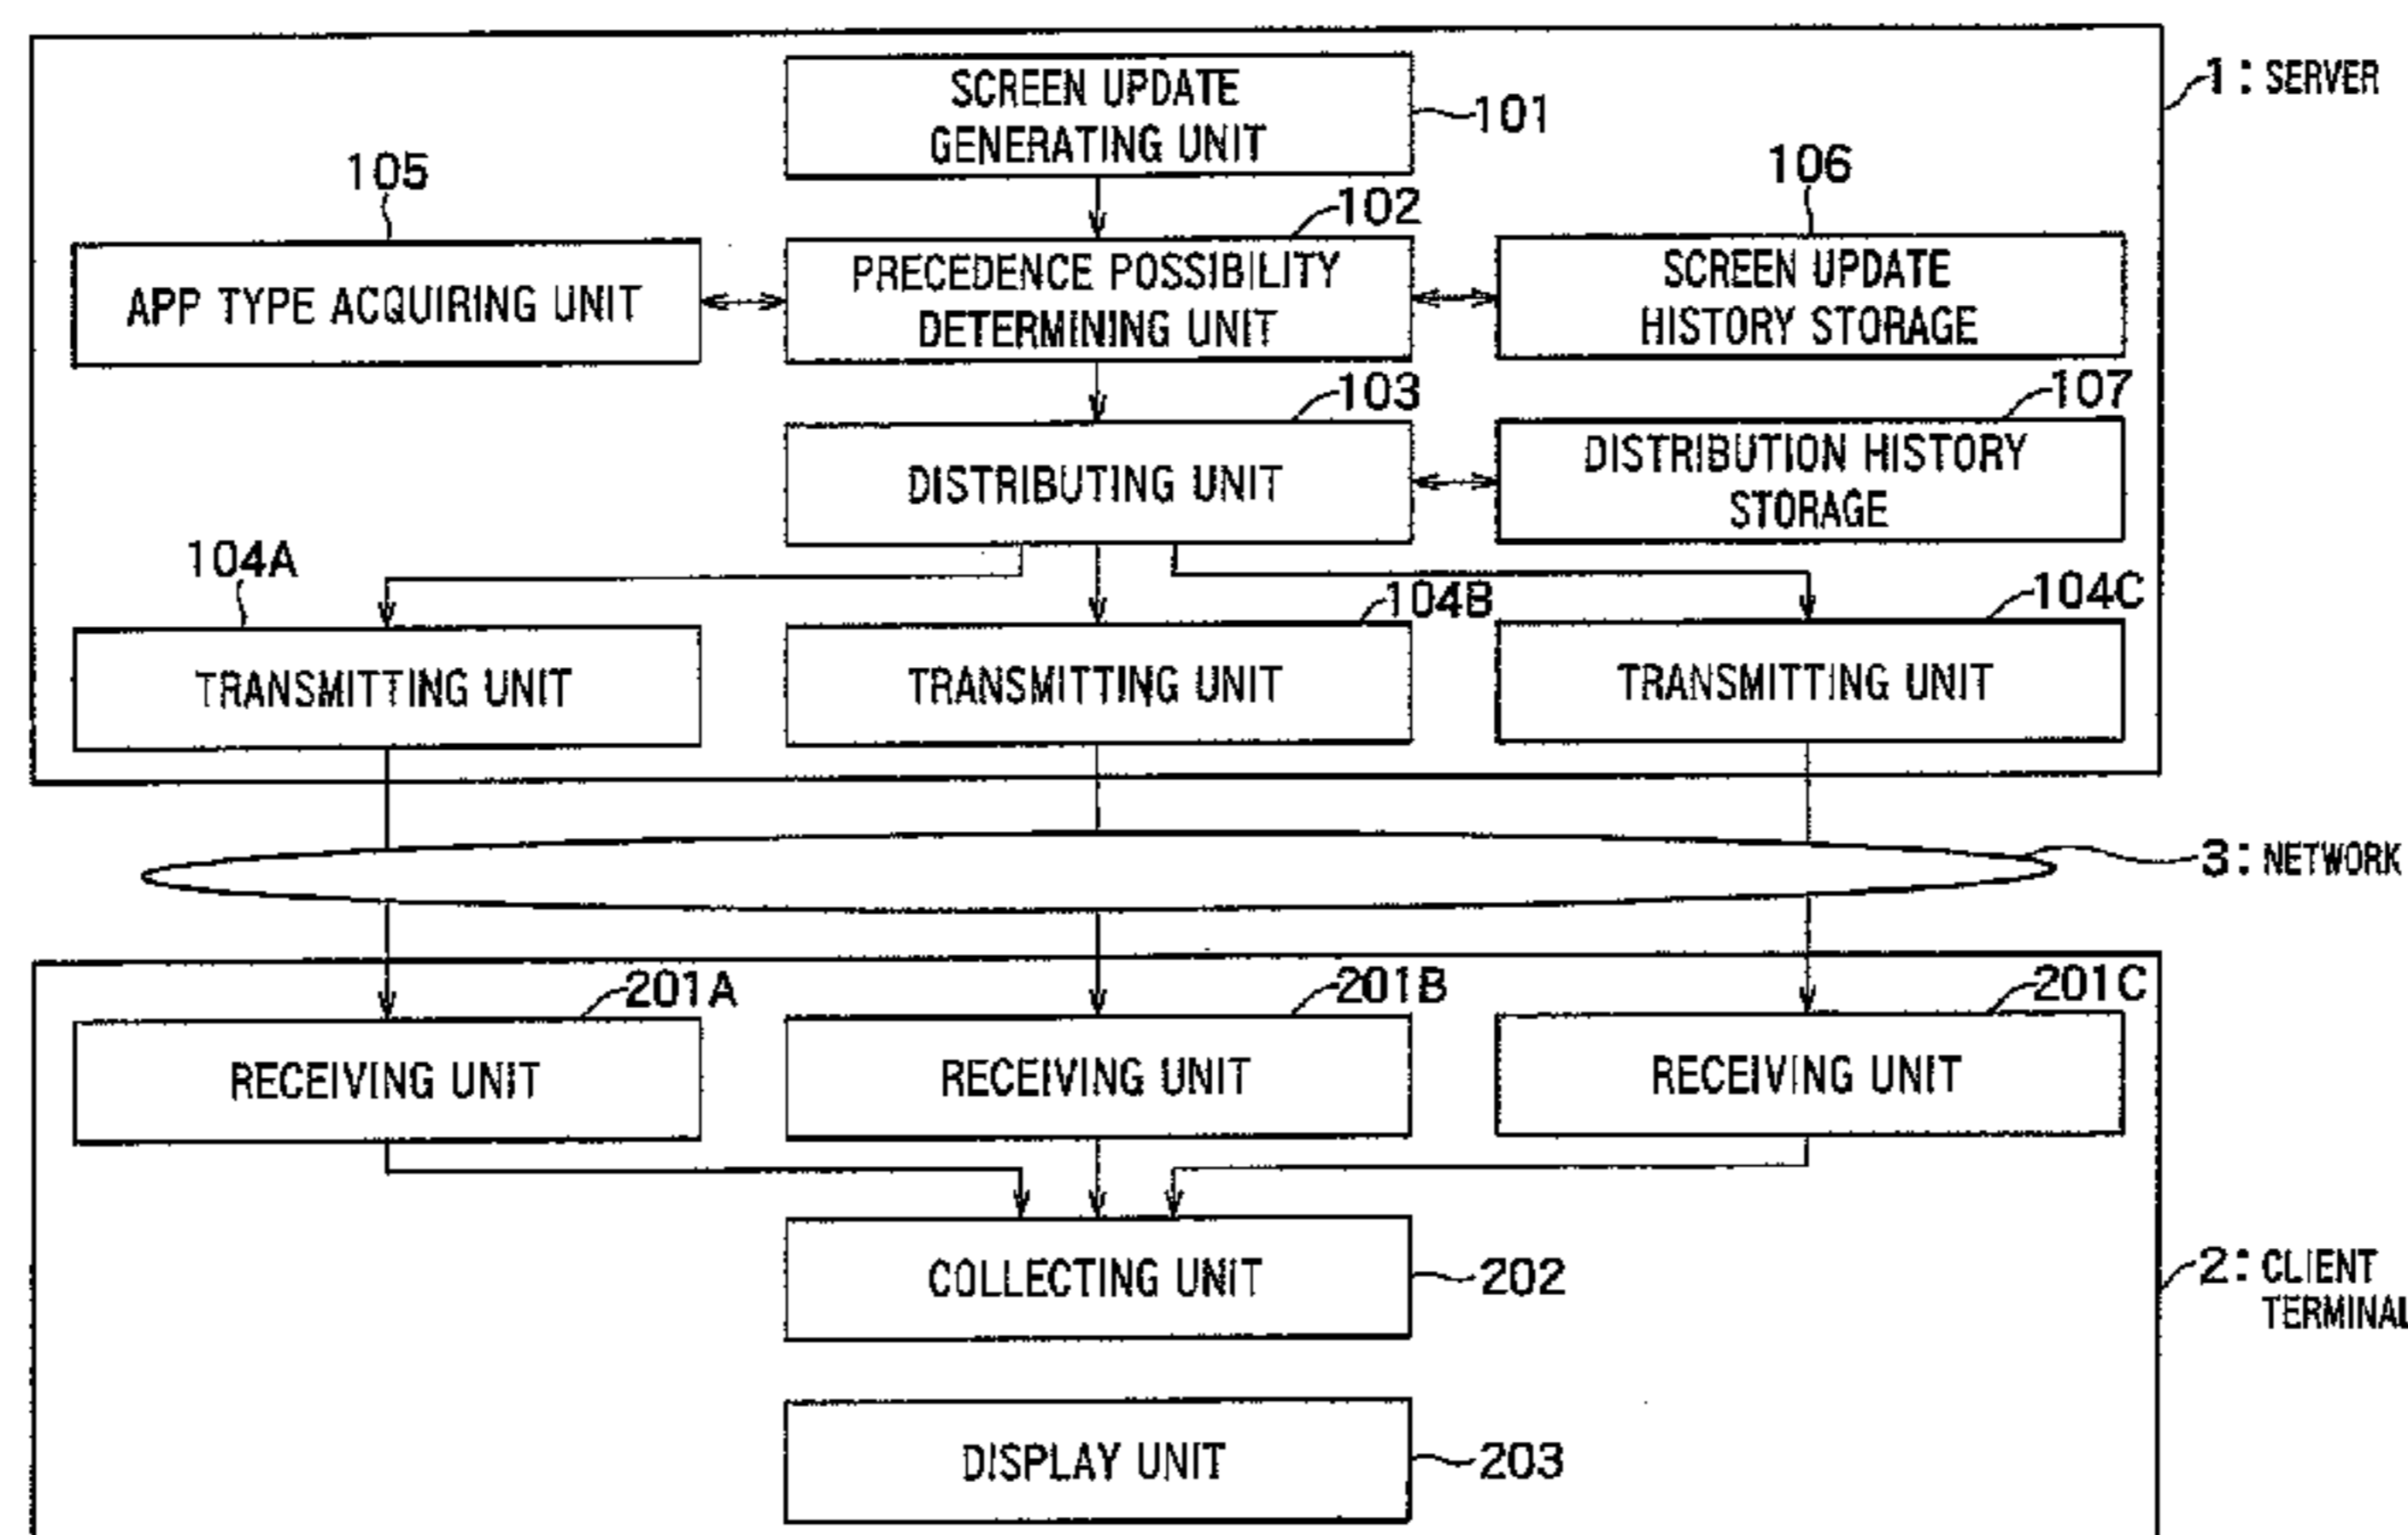 SCREEN UPDATE
GENERATING UNIT
101
1: SERVER
105
106
102
APP TYPE ACQUIRING UNIT
PRECEDENCE POSSIBILITY
DETERMINING UNIT
SCREEN UPDATE
HISTORY STORAGE
103
107
DISTRIBUTING UNIT
DISTRIBUTION HISTORY
STORAGE
104A
104B
104C
TRANSMITTING UNIT
TRANSMITTING UNIT
TRANSMITTING UNIT
3: NETWORK
201A
201B
201C
RECEIVING UNIT
RECEIVING UNIT
RECEIVING UNIT
COLLECTING UNIT
202
2: CLIENT
TERMINAL
DISPLAY UNIT
203